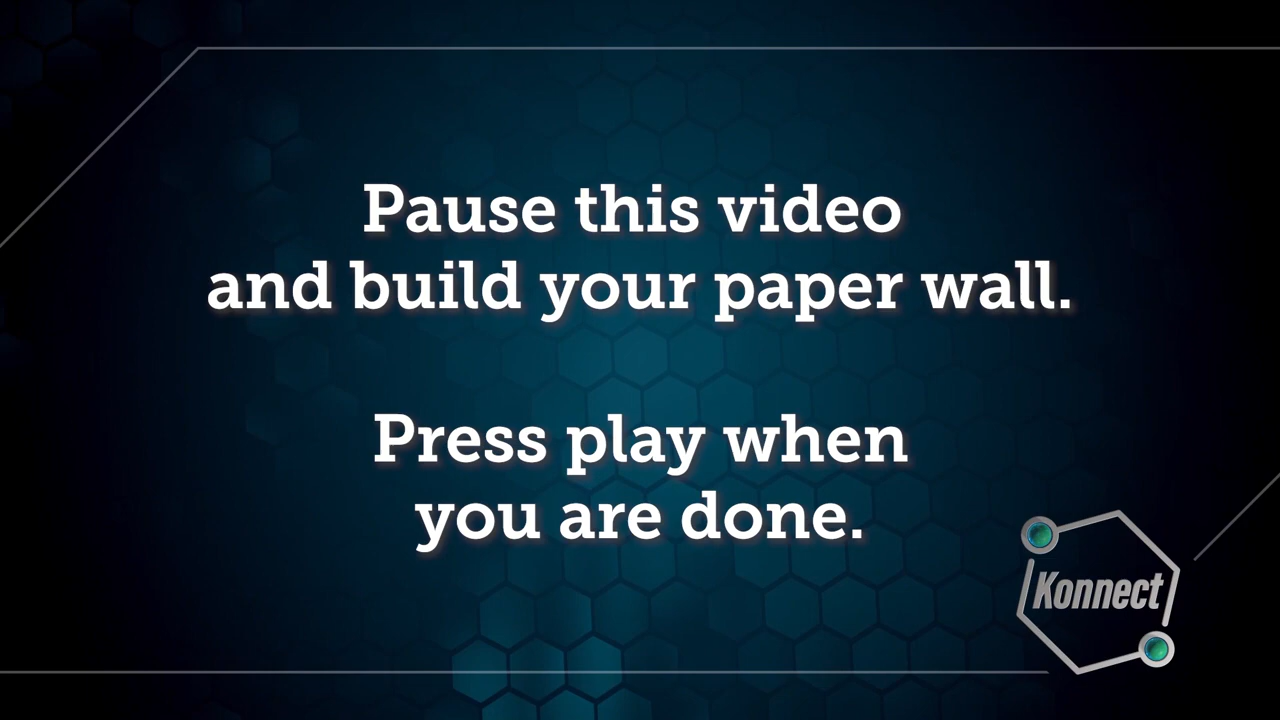 Pause this video
and build your paper wall.
Press play when
you are done.
Konnect